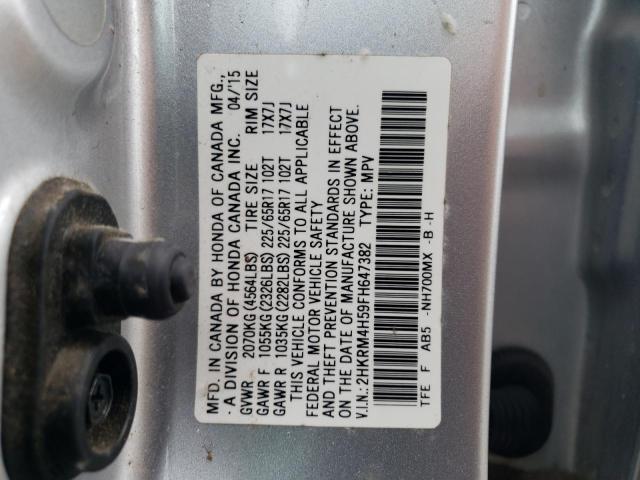 MFD. IN CANADA BY HONDA OF CANADA MFG.,
· A DIVISION OF HONDA CANADA INC. 04/'15
GVWR 2070KG (4564LBS) TIRE SIZE RIM SIZE
GAWR F 1055KG (2326LBS) 225/65R17 102T 17X7J
GAWR R 1035KG (2282LBS) 225/65R17 102T 17X7J
THIS VEHICLE CONFORMS TO ALL APPLICABLE
FEDERAL MOTOR VEHICLE SAFETY
AND THEFT PREVENTION STANDARDS IN EFFECT
ON THE DATE OF MANUFACTURE SHOWN ABOVE.
V.I.N.: 2HKRM4H59FH647382 TYPE: MPV
TFE F AB5 -NH700MX -B -H